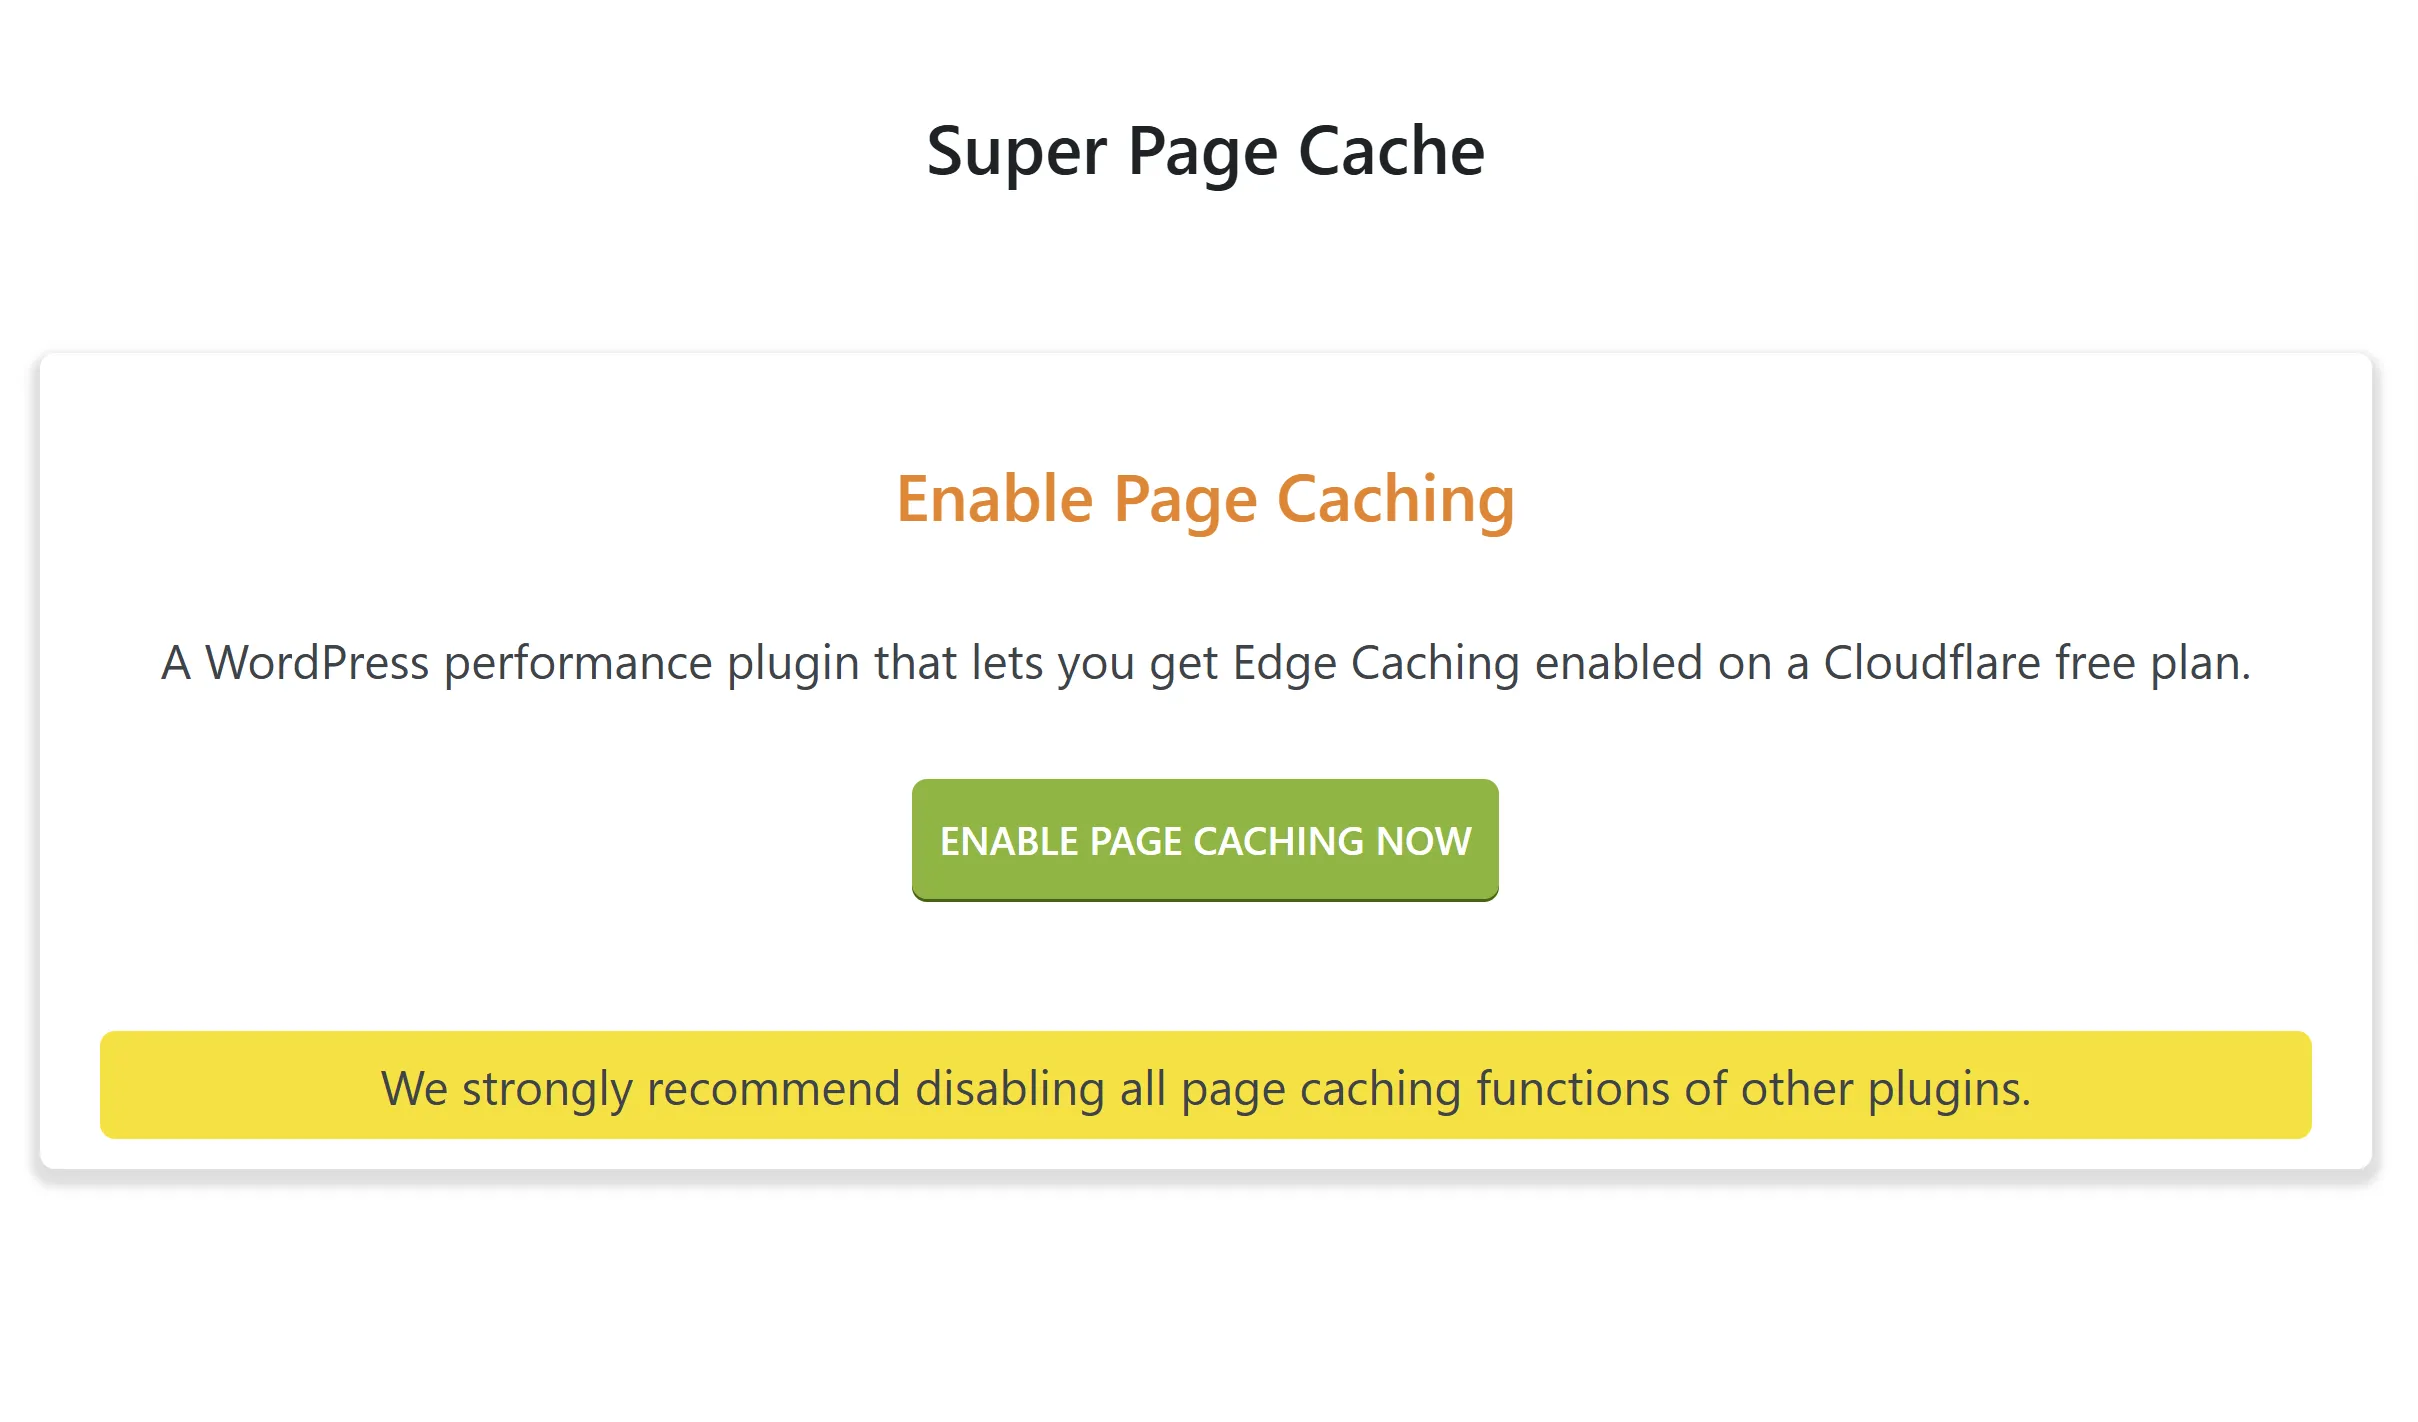 Super Page Cache
Enable Page Caching
A WordPress performance plugin that lets you get Edge Caching enabled on a Cloudflare free plan.
ENABLE PAGE CACHING NOW
We strongly recommend disabling all page caching functions of other plugins.